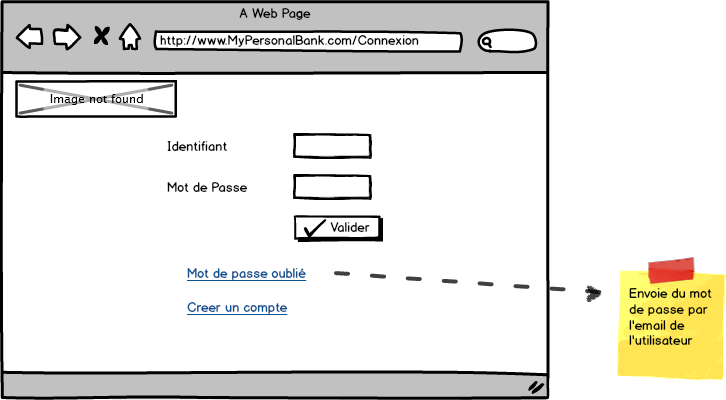 A Web Page
http://www.MyPersonalBank.com/Connexion
Image not found
Identifiant
Mot de Passe
Valider
Mot de passe oublié
Creer un compte
Envoie du mot
de passe par
l'email de
l'utilisateur